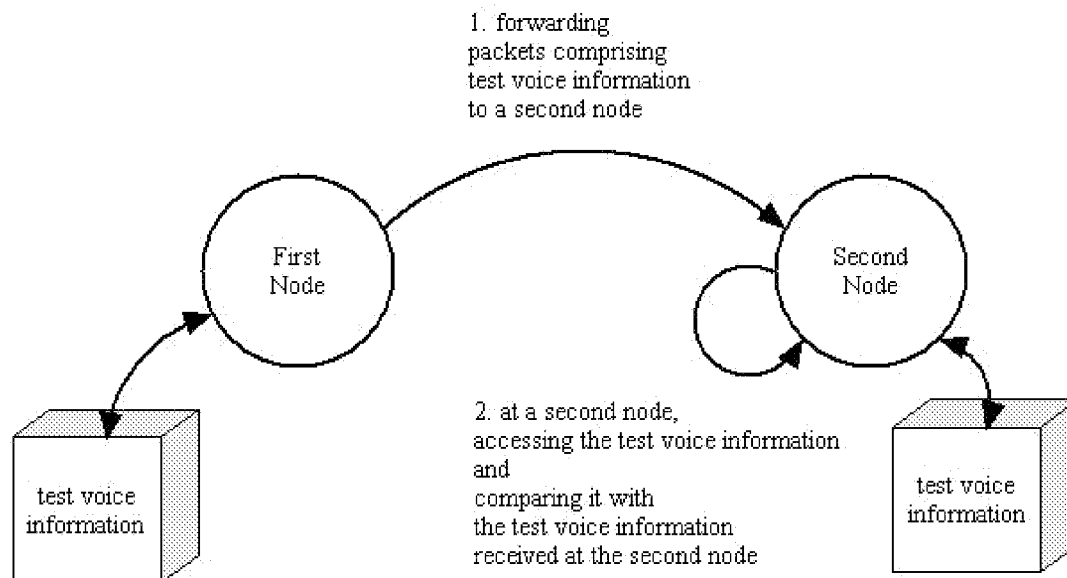 1. forwarding
packets comprising
test voice information
to a second node
First
Node
Second
Node
2. at a second node,
accessing the test voice information
and
comparing it with
the test voice information
received at the second node
test voice
information
test voice
information